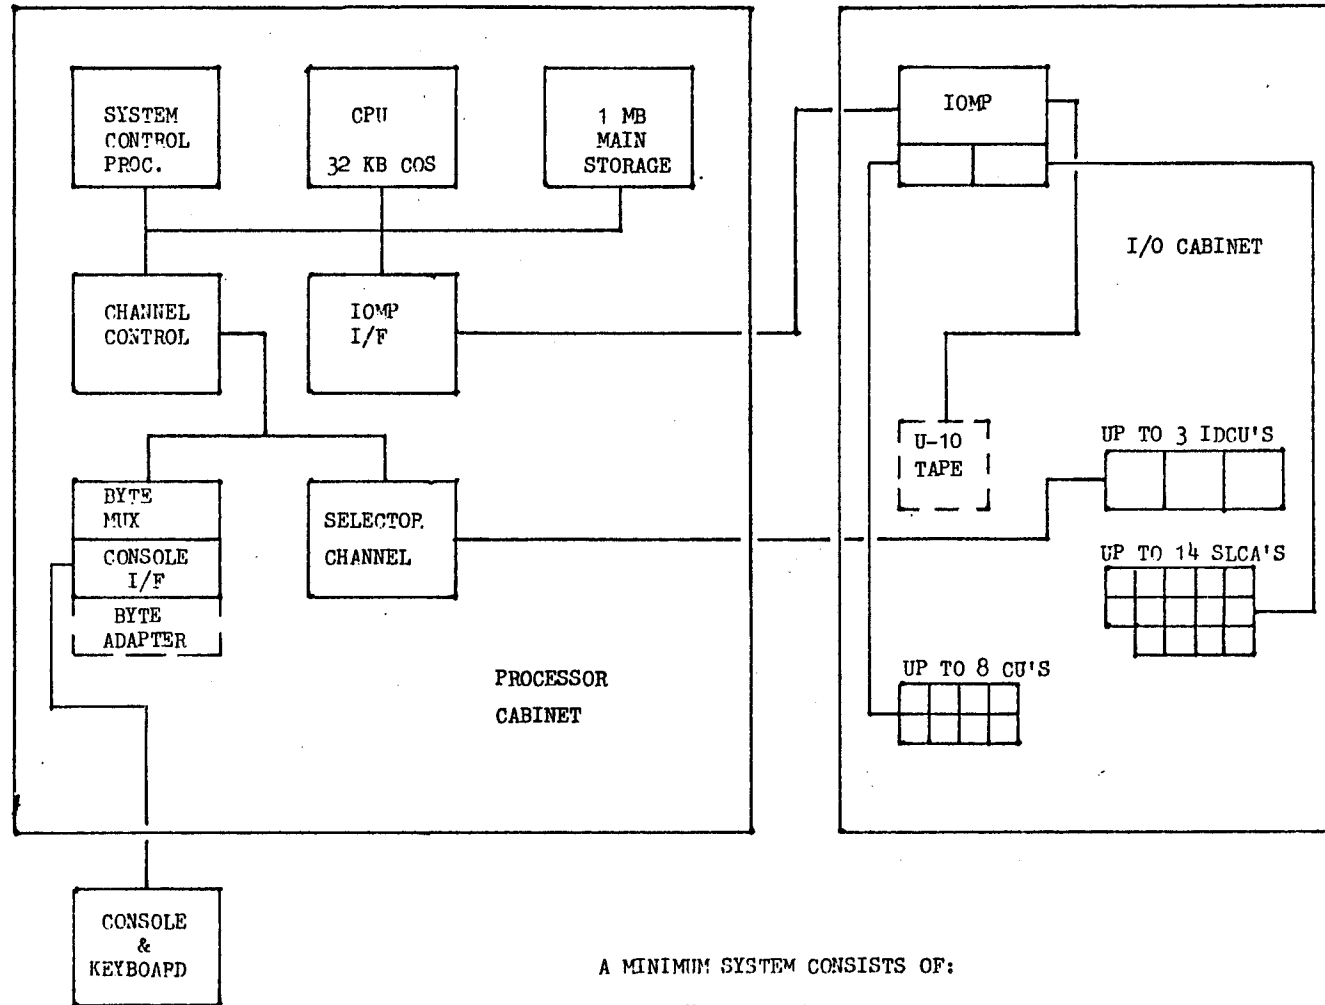 SYSTEM
CONTROL
PROC.
CPU
32 KB COS
1 MB
MAIN
STORAGE
CHANNEL
CONTROL
IOMP
I/F
BYTE
MUX
CONSOLE
I/F
BYTE
ADAPTER
SELECTOR
CHANNEL
PROCESSOR
CABINET
CONSOLE
&
KEYBOARD
IOMP
I/O CABINET
U-10
TAPE
UP TO 3 IDCU'S
UP TO 14 SLCA'S
UP TO 8 CU'S
A MINIMUM SYSTEM CONSISTS OF: